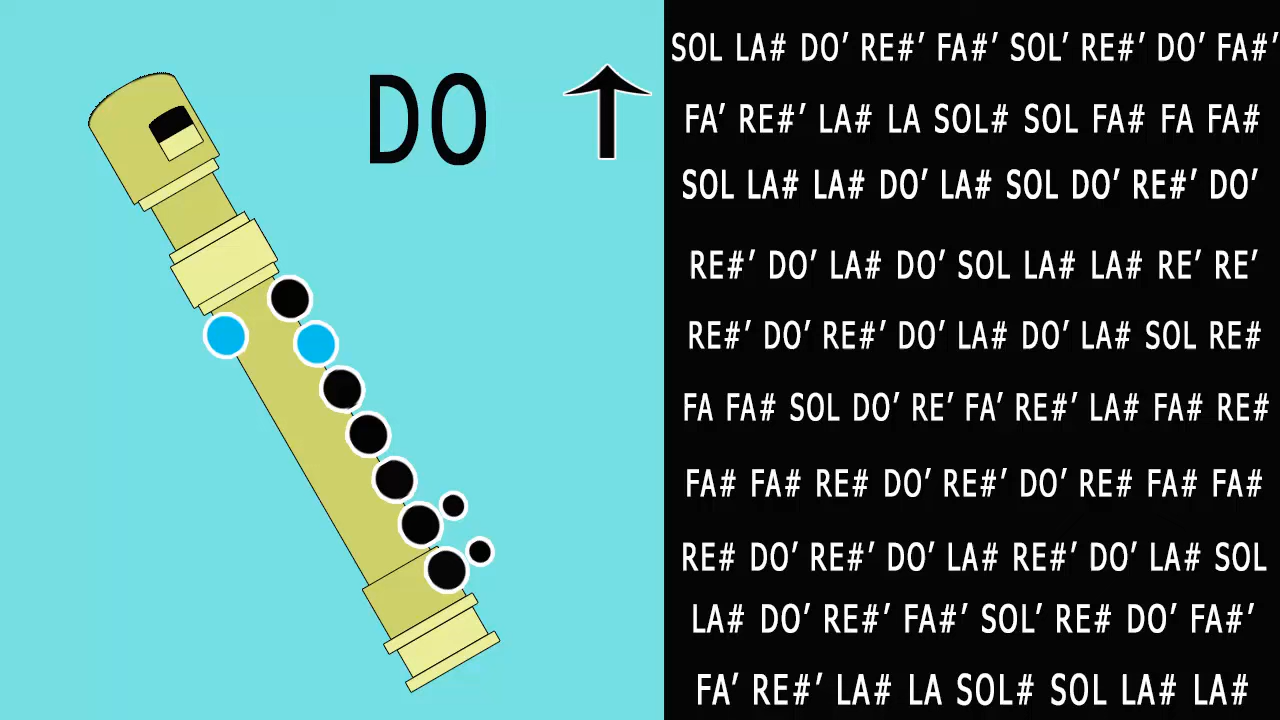 DO
SOL LA# DO’ RE#’ FA#’ SOL’ RE#’ DO’ FA#’
FA’ RE#’ LA# LA SOL# SOL FA# FA FA#
SOL LA# LA# DO’ LA# SOL DO’ RE#’ DO’
RE#’ DO’ LA# DO’ SOL LA# LA# RE’ RE’
RE#’ DO’ RE#’ DO’ LA# DO’ LA# SOL RE#
FA FA# SOL DO’ RE’ FA’ RE#’ LA# FA# RE#
FA# FA# RE# DO’ RE#’ DO’ RE# FA# FA#
RE# DO’ RE#’ DO’ LA# RE#’ DO’ LA# SOL
LA# DO’ RE#’ FA#’ SOL’ RE# DO’ FA#’
FA’ RE#’ LA# LA SOL# SOL LA# LA#